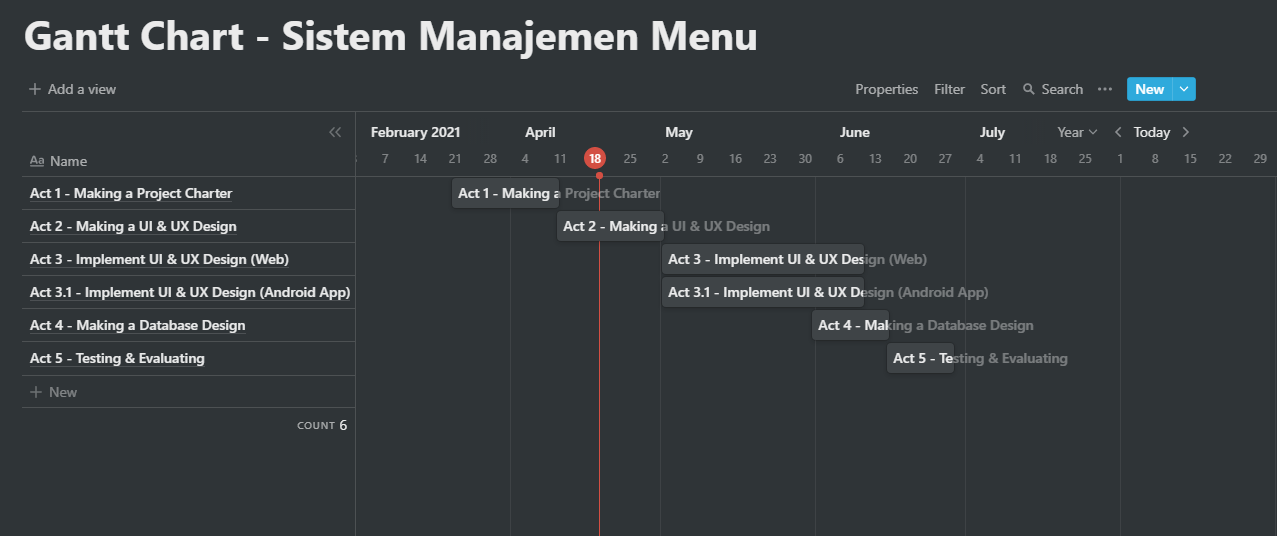 Gantt Chart - Sistem Manajemen Menu
+ Add a view
Properties Filter Sort Search ••• New
February 2021 April May June July Year Today
Aa Name
7 14 21 28 4 11 18 25 2 9 16 23 30 6 13 20 27 4 11 18 25 1 8 15 22 29
Act 1 - Making a Project Charter Act 1 - Making a Project Charter
Act 2 - Making a UI & UX Design Act 2 - Making a UI & UX Design
Act 3 - Implement UI & UX Design (Web) Act 3 - Implement UI & UX Design (Web)
Act 3.1 - Implement UI & UX Design (Android App) Act 3.1 - Implement UI & UX Design (Android App)
Act 4 - Making a Database Design Act 4 - Making a Database Design
Act 5 - Testing & Evaluating Act 5 - Testing & Evaluating
+ New
COUNT 6